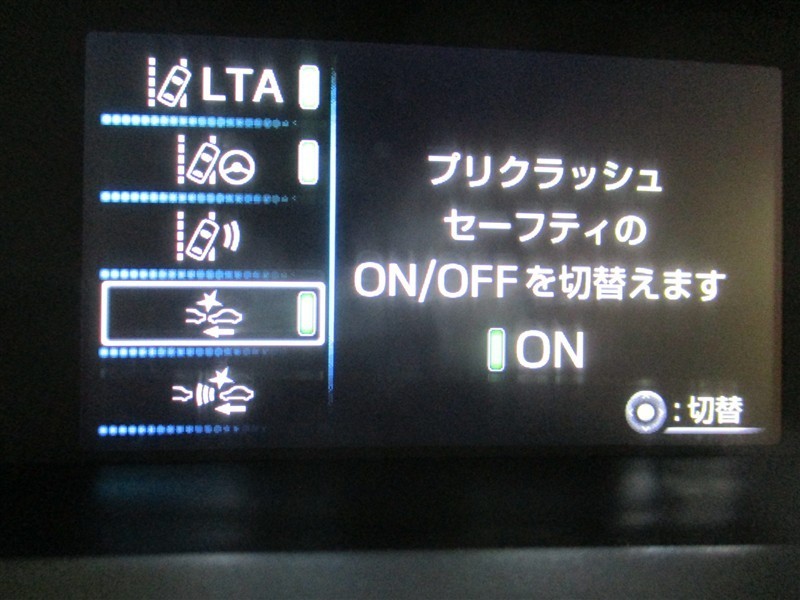 LTA
プリクラッシュ
セーフティの
ON/OFFを切替えます
ON
:切替